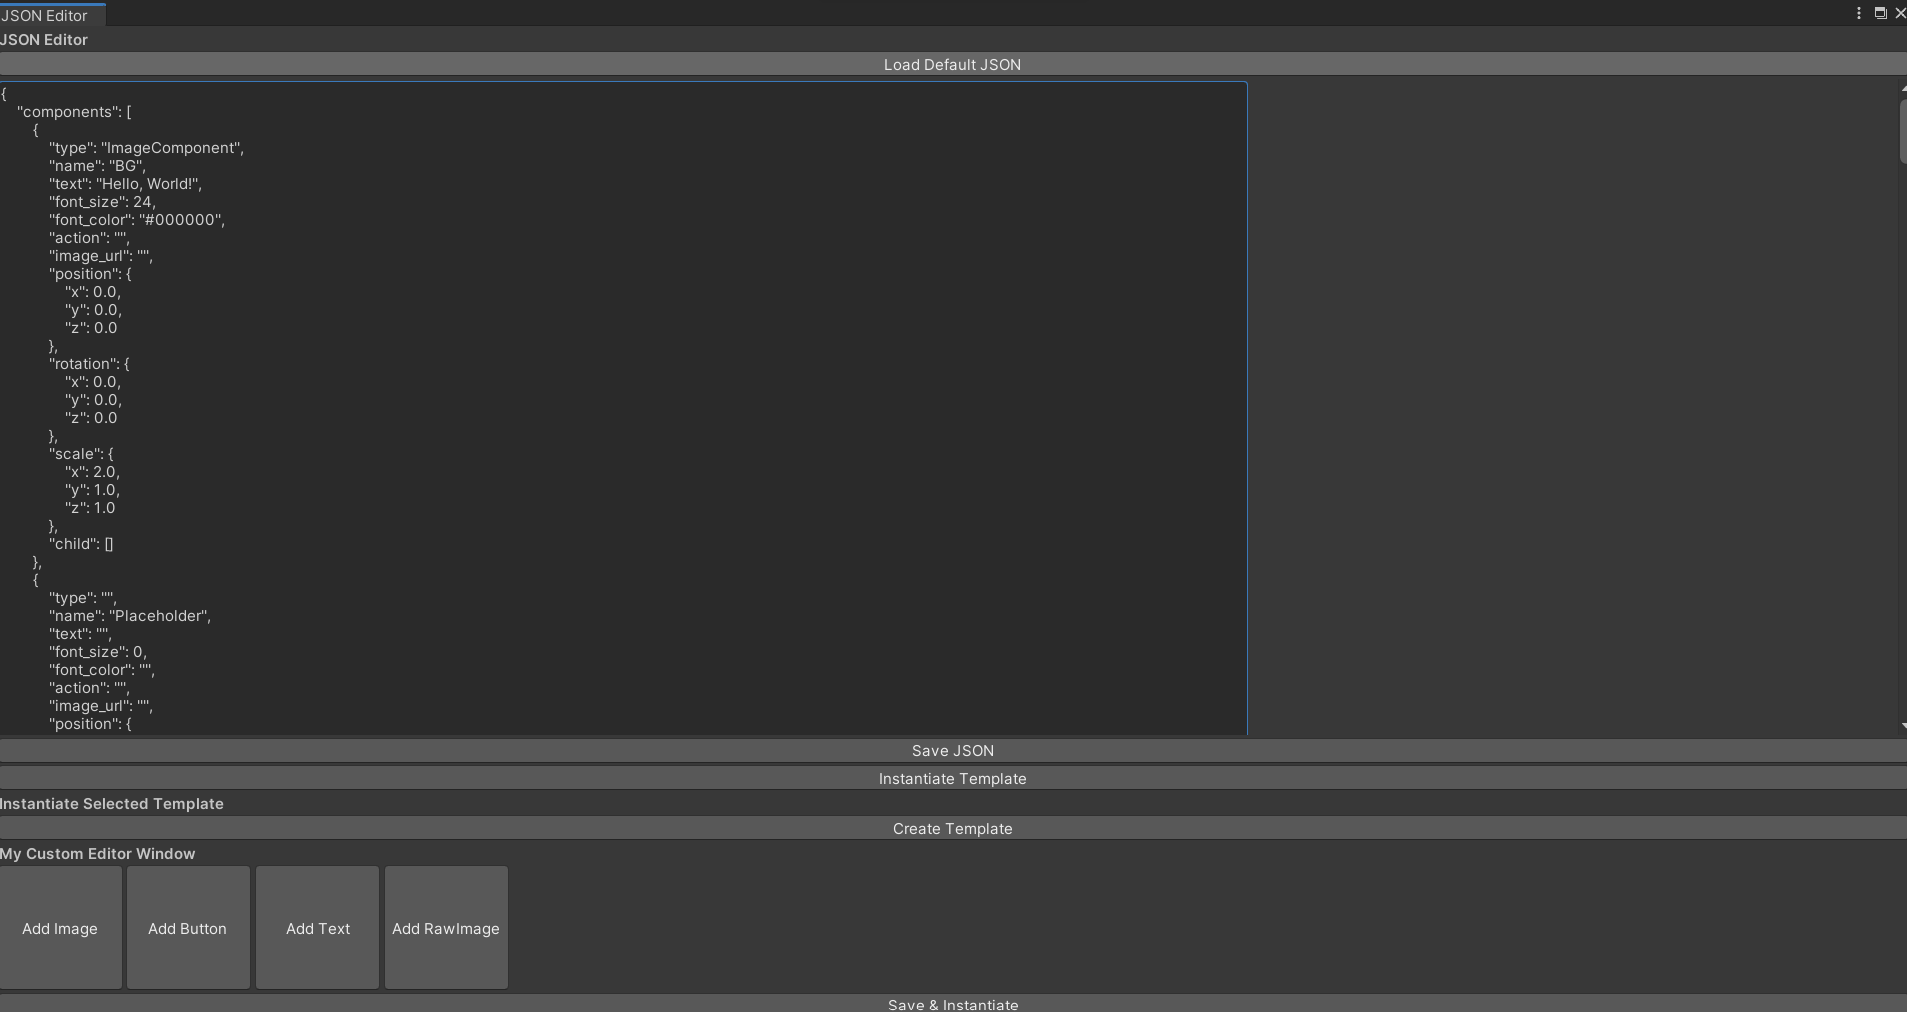 JSON Editor
JSON Editor
Load Default JSON
{
"components": [
{
"type": "ImageComponent",
"name": "BG",
"text": "Hello, World!",
"font_size": 24,
"font_color": "#000000",
"action": "",
"image_url": "",
"position": {
"x": 0.0,
"y": 0.0,
"z": 0.0
},
"rotation": {
"x": 0.0,
"y": 0.0,
"z": 0.0
},
"scale": {
"x": 2.0,
"y": 1.0,
"z": 1.0
},
"child": []
},
{
"type": "",
"name": "Placeholder",
"text": "",
"font_size": 0,
"font_color": "",
"action": "",
"image_url": "",
"position": {
Save JSON
Instantiate Template
Instantiate Selected Template
Create Template
My Custom Editor Window
Add Image Add Button Add Text Add RawImage
Save & Instantiate